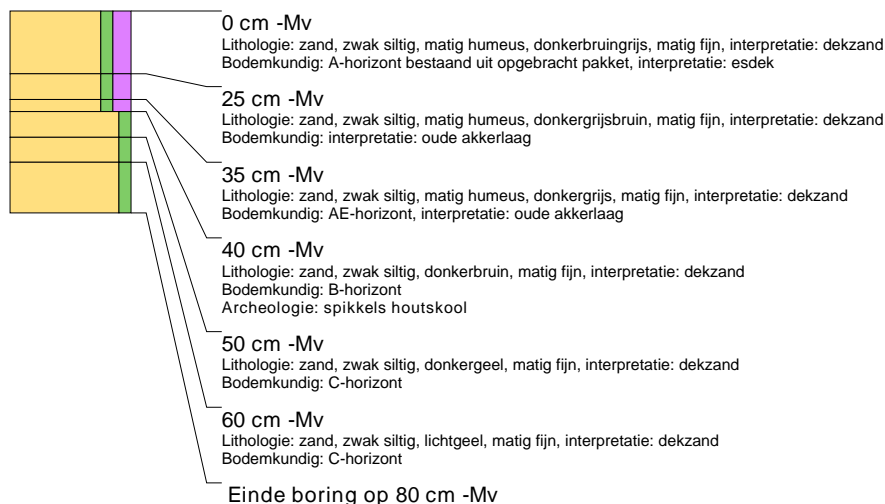 0 cm -Mv
Lithologie: zand, zwak siltig, matig humeus, donkerbruingrijs, matig fijn, interpretatie: dekzand
Bodemkundig: A-horizont bestaand uit opgebracht pakket, interpretatie: esdek
25 cm -Mv
Lithologie: zand, zwak siltig, matig humeus, donkergrijsbruin, matig fijn, interpretatie: dekzand
Bodemkundig: interpretatie: oude akkerlaag
35 cm -Mv
Lithologie: zand, zwak siltig, matig humeus, donkergrijs, matig fijn, interpretatie: dekzand
Bodemkundig: AE-horizont, interpretatie: oude akkerlaag
40 cm -Mv
Lithologie: zand, zwak siltig, donkerbruin, matig fijn, interpretatie: dekzand
Bodemkundig: B-horizont
Archeologie: spikkels houtskool
50 cm -Mv
Lithologie: zand, zwak siltig, donkergeel, matig fijn, interpretatie: dekzand
Bodemkundig: C-horizont
60 cm -Mv
Lithologie: zand, zwak siltig, lichtgeel, matig fijn, interpretatie: dekzand
Bodemkundig: C-horizont
Einde boring op 80 cm -Mv